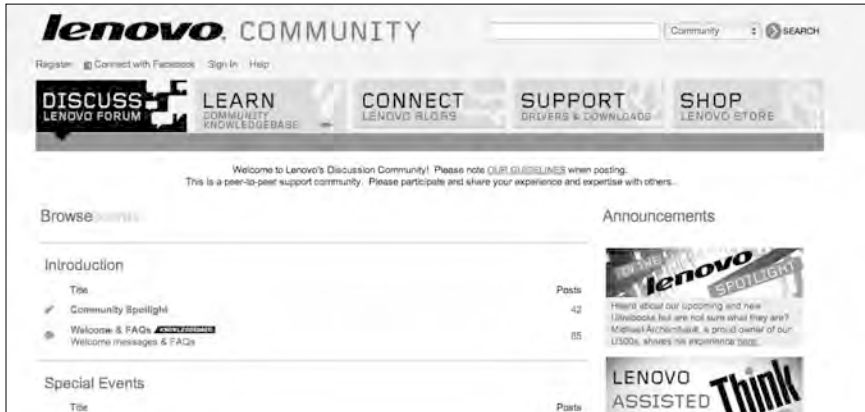 lenovo. COMMUNITY
Community SEARCH
Register Connect with Facebook Sign In Help
DISCUSS
LENOVO FORUM
LEARN
COMMUNITY
KNOWLEDGEBASE
CONNECT
LENOVO BLOGS
SUPPORT
DRIVERS & DOWNLOADS
SHOP
LENOVO STORE
Welcome to Lenovo's Discussion Community! Please note OUR GUIDELINES when posting.
This is a peer-to-peer support community. Please participate and share your experience and expertise with others.
Browse
Introduction
Title Posts
Community Spotlight 42
Welcome & FAQs KNOWLEDGEBASE
Welcome messages & FAQs
85
Special Events
Title Posts
Announcements
IN THE
lenovo
SPOTLIGHT
Heard about our upcoming and new
Ultrabooks but are not sure what they are?
Michael a proud owner of our
U300s, shares his experience here.
LENOVO
ASSISTED
Think